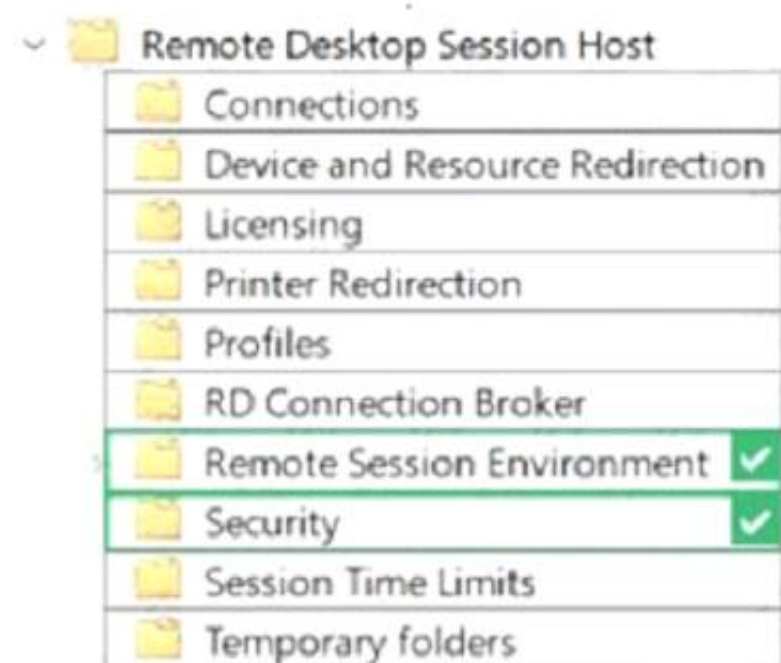 Remote Desktop Session Host
Connections
Device and Resource Redirection
Licensing
Printer Redirection
Profiles
RD Connection Broker
Remote Session Environment
Security
Session Time Limits
Temporary folders